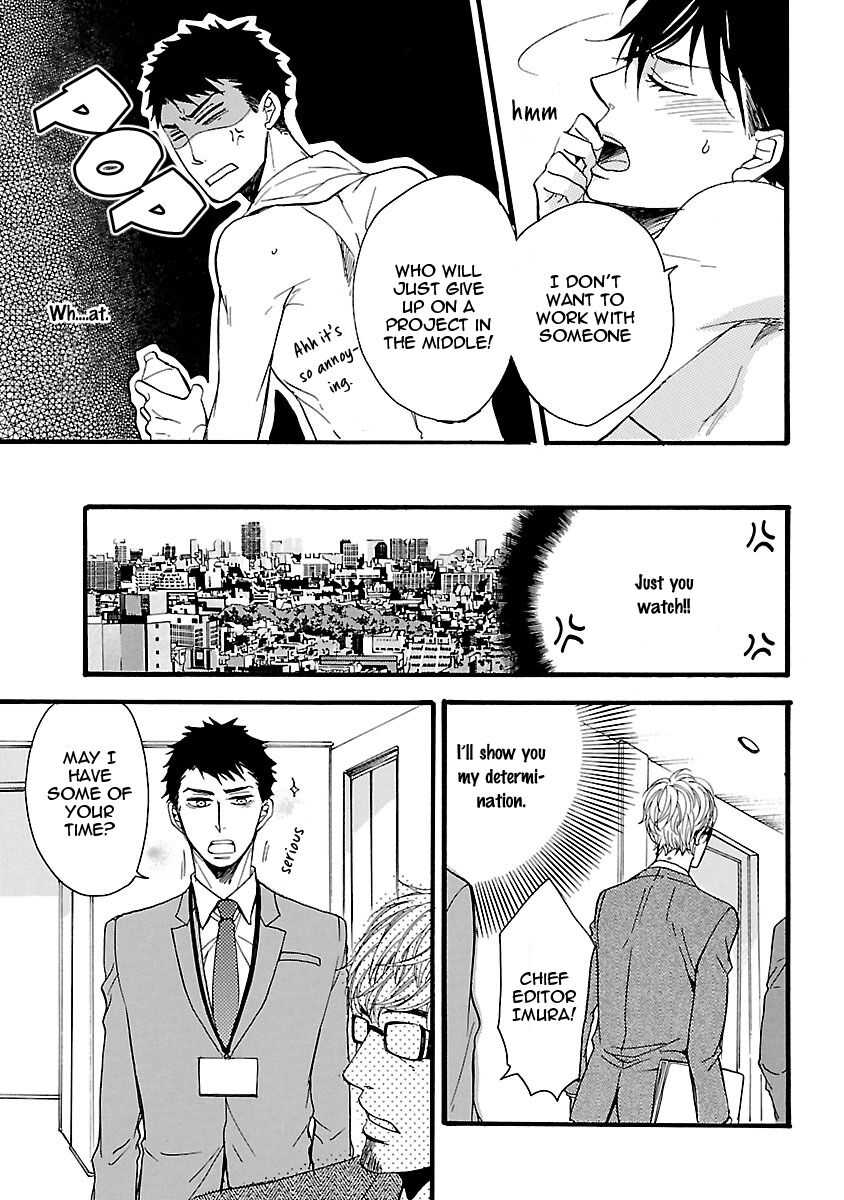 hmm
I DON'T
WANT TO
WORK WITH
SOMEONE
WHO WILL
JUST GIVE
UP ON A
PROJECT IN
THE MIDDLE!
POP
Ahh it's
so annoy-
ing.
Wh....at.
Just you
watch!!
I'll show you
my determi-
nation.
CHIEF
EDITOR
IMURA!
MAY I
HAVE
SOME OF
YOUR
TIME?
serious